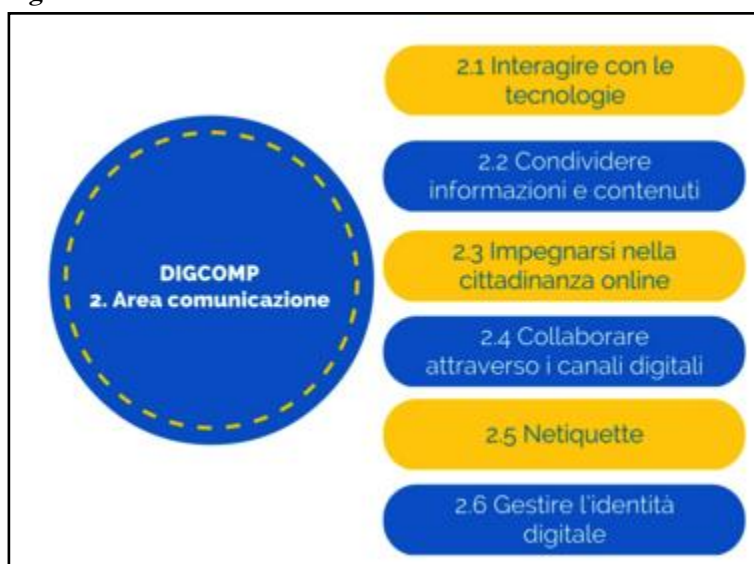 DIGCOMP
2. Area comunicazione
2.1 Interagire con le
tecnologie
2.2 Condividere
informazioni e contenuti
2.3 Impegnarsi nella
cittadinanza online
2.4 Collaborare
attraverso i canali digitali
2.5 Netiquette
2.6 Gestire l'identità
digitale